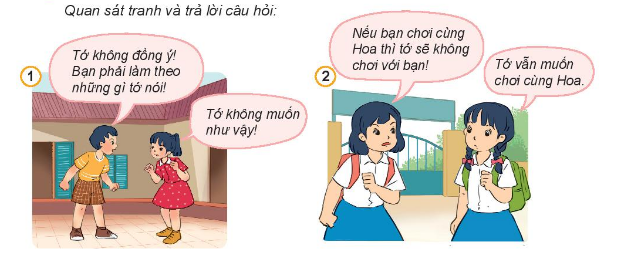 Quan sát tranh và trả lời câu hỏi:
1
Tớ không đồng ý!
Bạn phải làm theo
những gì tớ nói!
Tớ không muốn
như vậy!
2
Nếu bạn chơi cùng
Hoa thì tớ sẽ không
chơi với bạn!
Tớ vẫn muốn
chơi cùng Hoa.